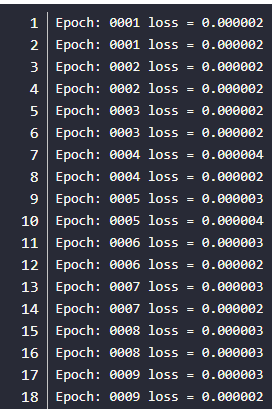 1 Epoch: 0001 loss = 0.000002
2 Epoch: 0001 loss = 0.000002
3 Epoch: 0002 loss = 0.000002
4 Epoch: 0002 loss = 0.000002
5 Epoch: 0003 loss = 0.000002
6 Epoch: 0003 loss = 0.000002
7 Epoch: 0004 loss = 0.000004
8 Epoch: 0004 loss = 0.000002
9 Epoch: 0005 loss = 0.000003
10 Epoch: 0005 loss = 0.000004
11 Epoch: 0006 loss = 0.000003
12 Epoch: 0006 loss = 0.000002
13 Epoch: 0007 loss = 0.000003
14 Epoch: 0007 loss = 0.000002
15 Epoch: 0008 loss = 0.000003
16 Epoch: 0008 loss = 0.000003
17 Epoch: 0009 loss = 0.000003
18 Epoch: 0009 loss = 0.000002